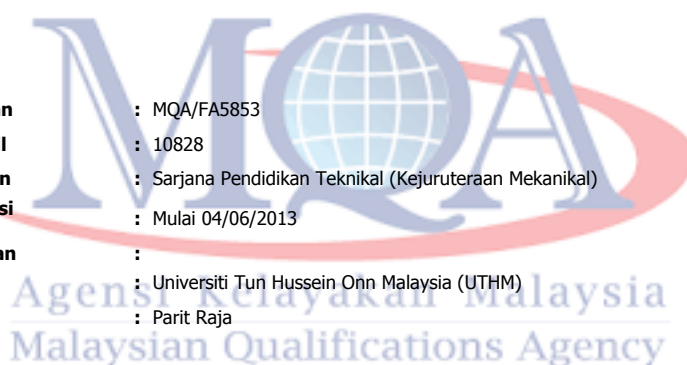 MQA
an : MQA/FA5853
l : 10828
n : Sarjana Pendidikan Teknikal (Kejuruteraan Mekanikal)
si : Mulai 04/06/2013
an :
: Universiti Tun Hussein Onn Malaysia (UTHM)
: Parit Raja
Agensi Kelayakan Malaysia
Malaysian Qualifications Agency